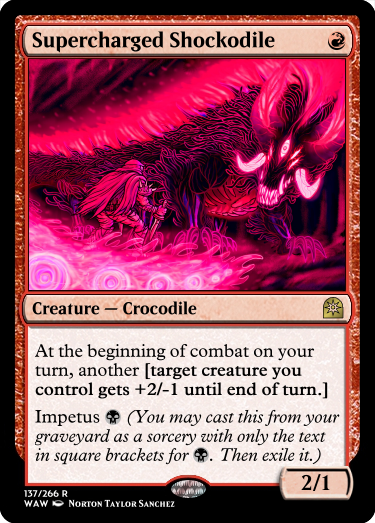 Supercharged Shockodile
Creature — Crocodile
At the beginning of combat on your
turn, another [target creature you
control gets +2/-1 until end of turn.]
Impetus (You may cast this from your
graveyard as a sorcery with only the text
in square brackets for . Then exile it.)
2/1
137/266 R
WAW Norton Taylor Sanchez